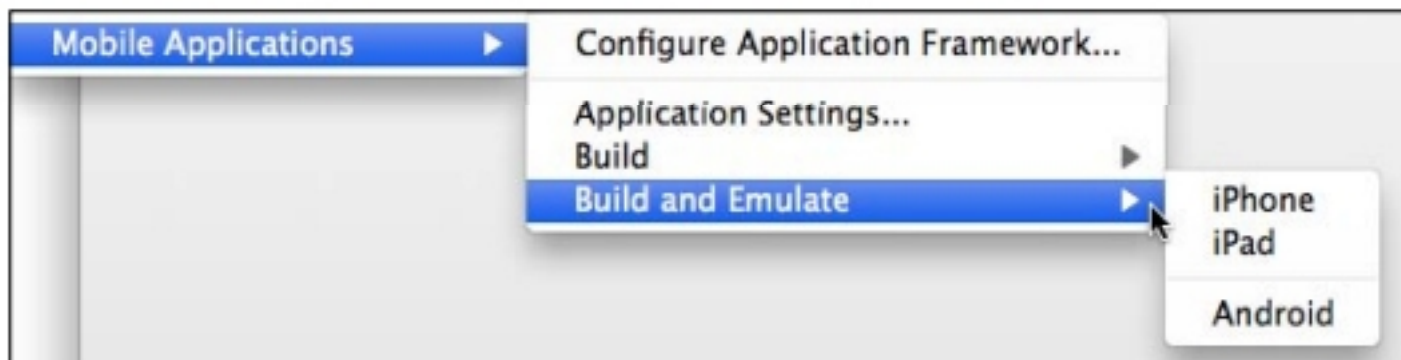 Mobile Applications
Configure Application Framework...
Application Settings...
Build
Build and Emulate
iPhone
iPad
Android